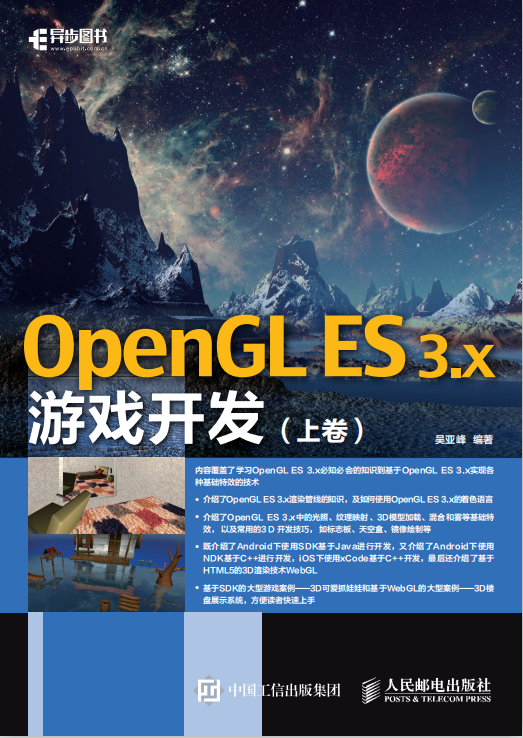 异步图书
www.epubit.com.cn
OpenGL ES 3.x
游戏开发（上卷）
吴亚峰 编著
内容覆盖了学习OpenGL ES 3.x必知必会的知识到基于OpenGL ES 3.x实现各
种基础特效的技术
• 介绍了OpenGL ES 3.x渲染管线的知识，及如何使用OpenGL ES 3.x的着色语言
• 介绍了OpenGL ES 3.x中的光照、纹理映射、3D模型加载、混合和雾等基础特
效，以及常用的3D 开发技巧，如标志板、天空盒、镜像绘制等
• 既介绍了Android下使用SDK基于Java进行开发，又介绍了Android下使用
NDK基于C++进行开发，iOS下使用xCode基于C++开发，最后还介绍了基于
HTML5的3D渲染技术WebGL
• 基于SDK的大型游戏案例——3D可爱抓娃娃和基于WebGL的大型案例——3D楼
盘展示系统，方便读者快速上手
中国工信出版集团
人民邮电出版社
POSTS & TELECOM PRESS